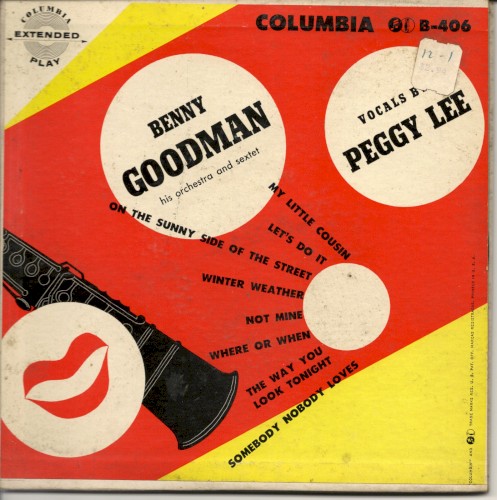 COLUMBIA
EXTENDED
PLAY
COLUMBIA B-406
12-1
BENNY
GOODMAN
his orchestra and sextet
VOCALS B
PEGGY LEE
MY LITTLE COUSIN
LET'S DO IT
ON THE SUNNY SIDE OF THE STREET
WINTER WEATHER
NOT MINE
WHERE OR WHEN
THE WAY YOU
LOOK TONIGHT
SOMEBODY NOBODY LOVES